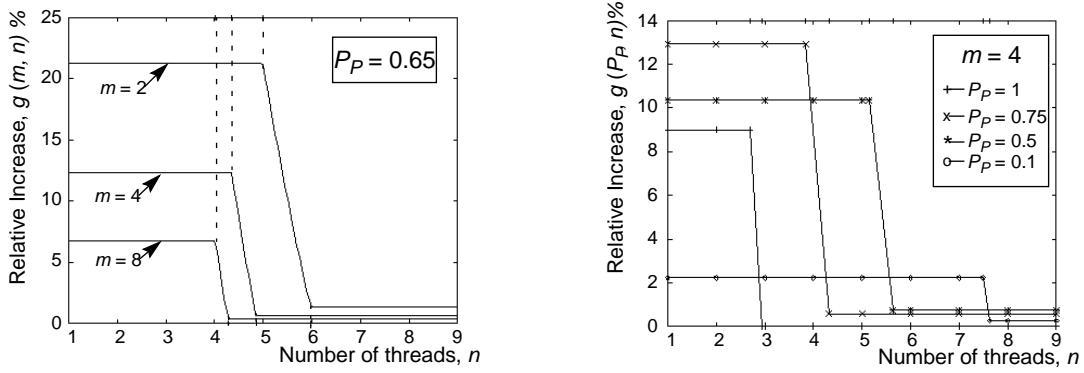 25
20
15
10
5
0
Relative Increase, g (m, n) %
P_P = 0.65
m = 2
m = 4
m = 8
1 2 3 4 5 6 7 8 9
Number of threads, n
14
12
10
8
6
4
2
0
Relative Increase, g (P_P, n)%
m = 4
P_P = 1
P_P = 0.75
P_P = 0.5
P_P = 0.1
1 2 3 4 5 6 7 8 9
Number of threads, n